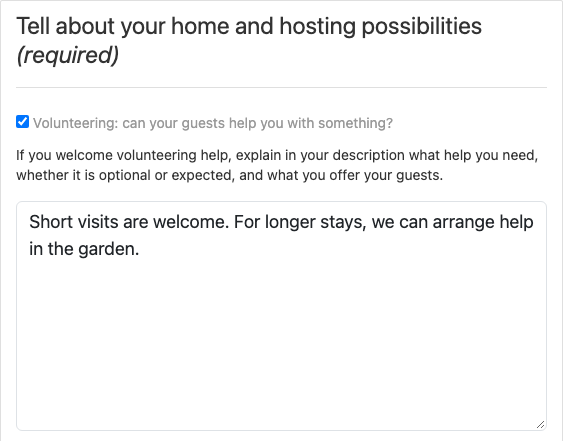 Tell about your home and hosting possibilities
(required)
Volunteering: can your guests help you with something?
If you welcome volunteering help, explain in your description what help you need,
whether it is optional or expected, and what you offer your guests.
Short visits are welcome. For longer stays, we can arrange help
in the garden.